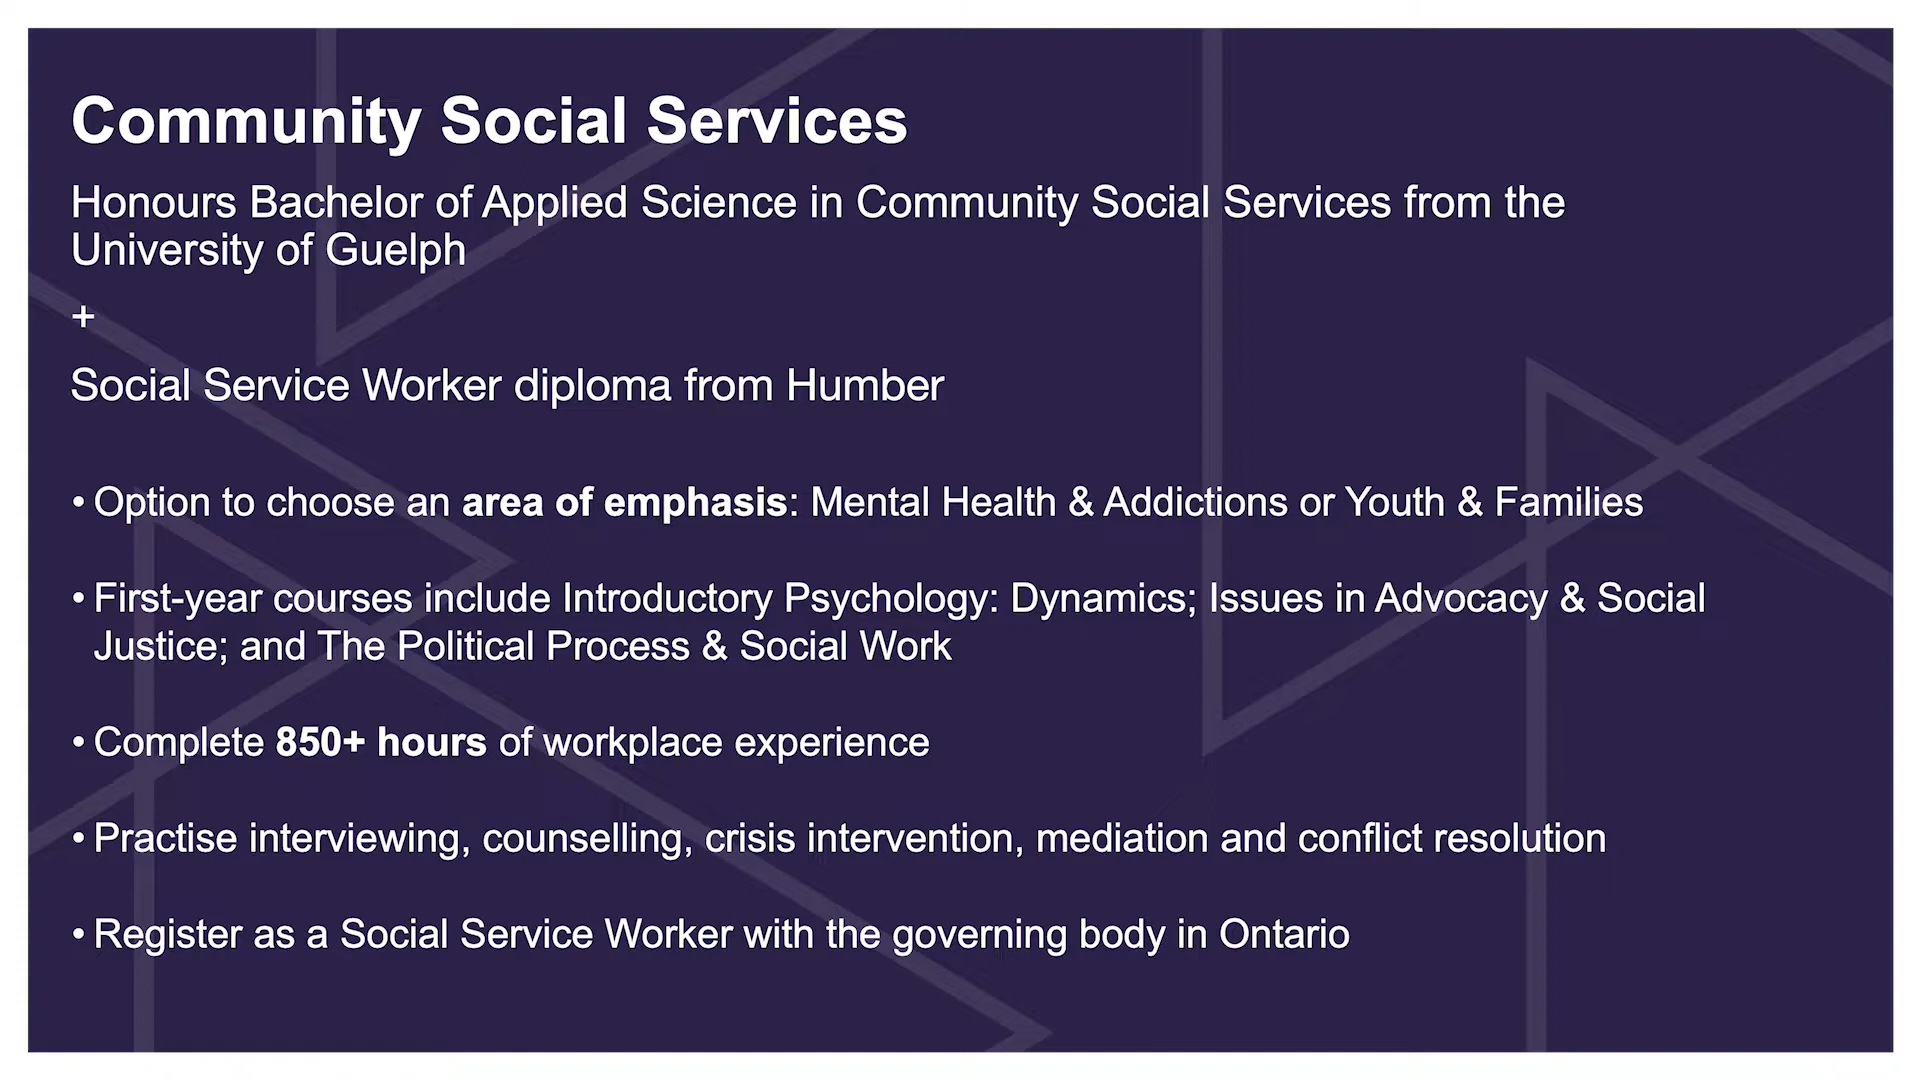 Community Social Services
Honours Bachelor of Applied Science in Community Social Services from the
University of Guelph
+
Social Service Worker diploma from Humber
• Option to choose an area of emphasis: Mental Health & Addictions or Youth & Families
• First-year courses include Introductory Psychology: Dynamics; Issues in Advocacy & Social
Justice; and The Political Process & Social Work
• Complete 850+ hours of workplace experience
• Practise interviewing, counselling, crisis intervention, mediation and conflict resolution
• Register as a Social Service Worker with the governing body in Ontario